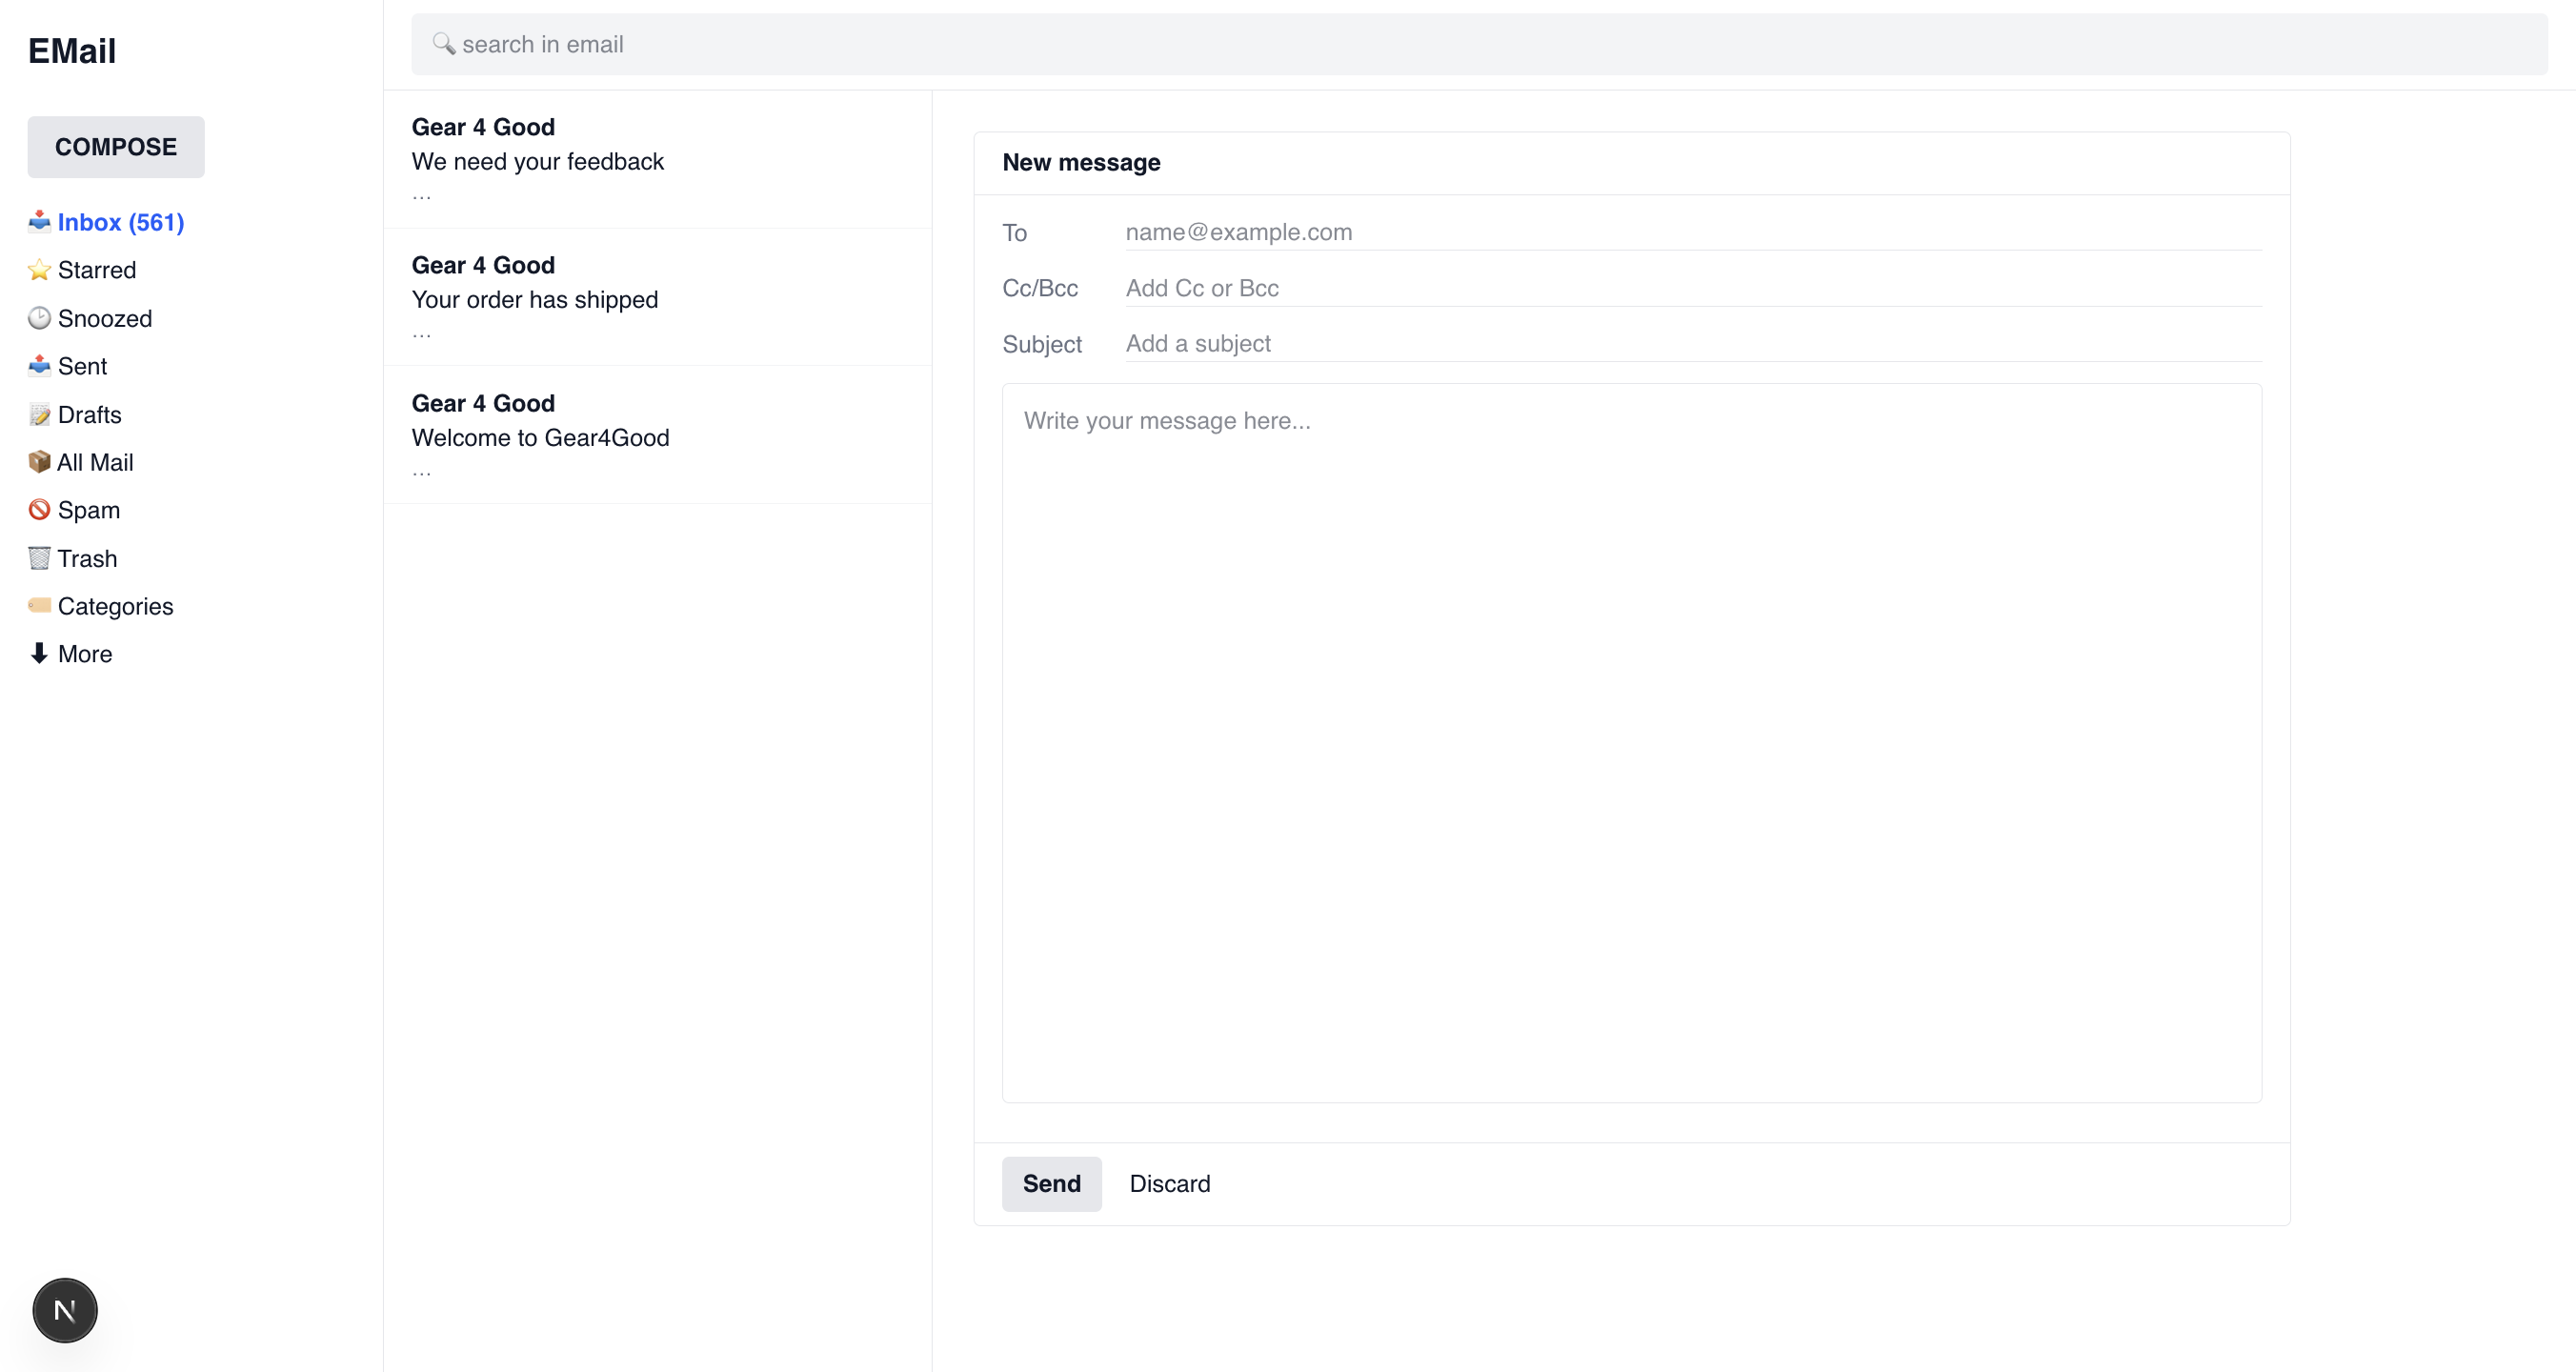 EMail
COMPOSE
Inbox (561)
Starred
Snoozed
Sent
Drafts
All Mail
Spam
Trash
Categories
More
N
search in email
Gear 4 Good
We need your feedback
...
Gear 4 Good
Your order has shipped
...
Gear 4 Good
Welcome to Gear4Good
...
New message
To name@example.com
Cc/Bcc Add Cc or Bcc
Subject Add a subject
Write your message here...
Send Discard